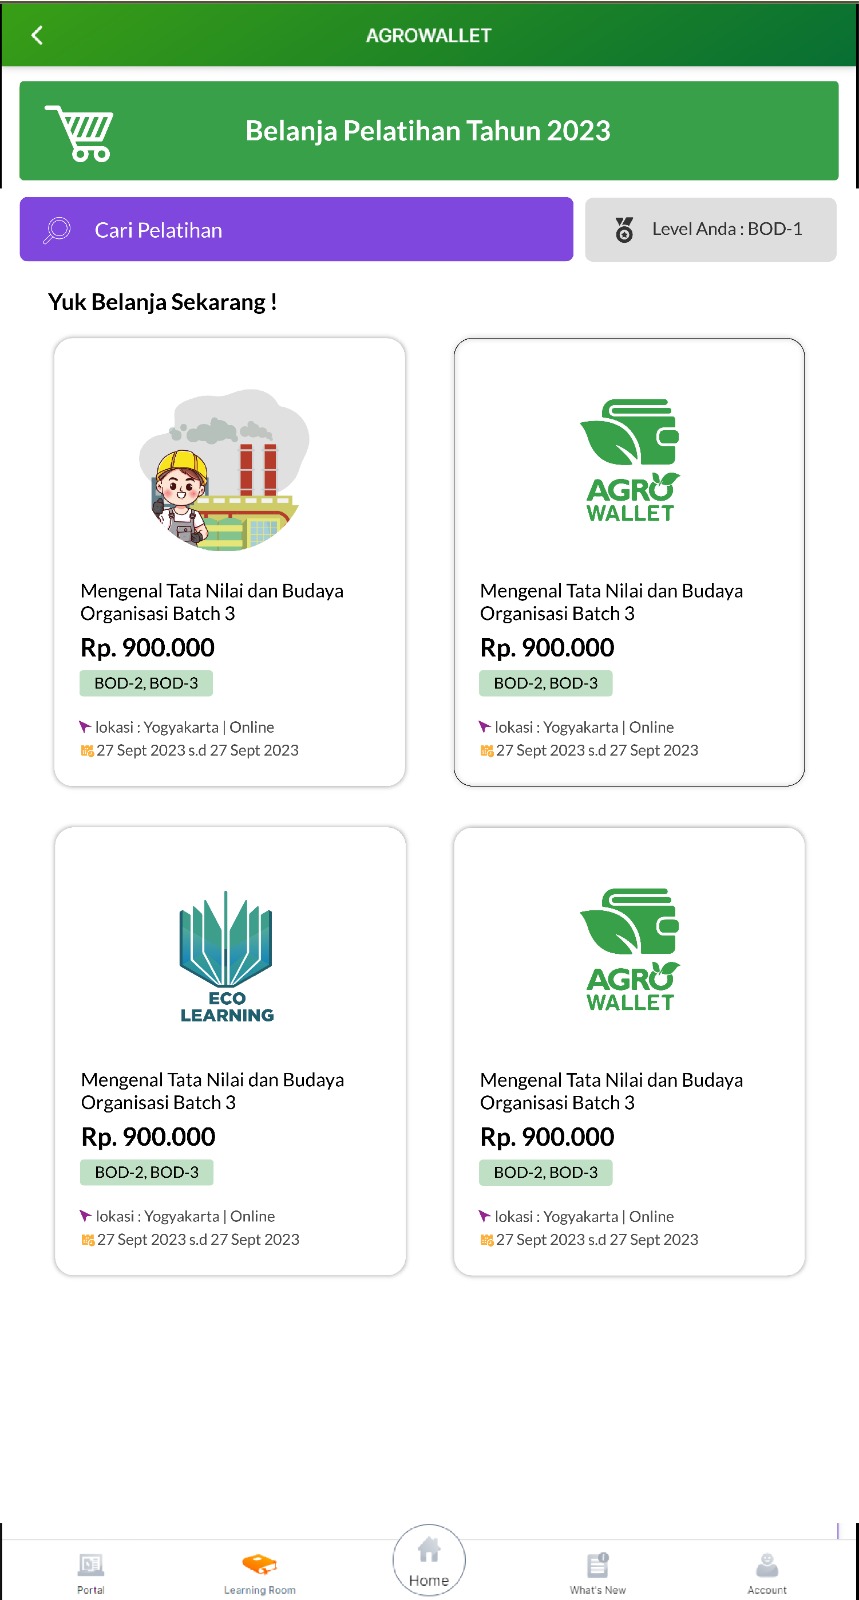 AGROWALLET
Belanja Pelatihan Tahun 2023
Cari Pelatihan
Level Anda : BOD-1
Yuk Belanja Sekarang !
Mengenal Tata Nilai dan Budaya
Organisasi Batch 3
Rp. 900.000
BOD-2, BOD-3
lokasi : Yogyakarta | Online
27 Sept 2023 s.d 27 Sept 2023
AGRO
WALLET
Mengenal Tata Nilai dan Budaya
Organisasi Batch 3
Rp. 900.000
BOD-2, BOD-3
lokasi : Yogyakarta | Online
27 Sept 2023 s.d 27 Sept 2023
ECO
LEARNING
Mengenal Tata Nilai dan Budaya
Organisasi Batch 3
Rp. 900.000
BOD-2, BOD-3
lokasi : Yogyakarta | Online
27 Sept 2023 s.d 27 Sept 2023
AGRO
WALLET
Mengenal Tata Nilai dan Budaya
Organisasi Batch 3
Rp. 900.000
BOD-2, BOD-3
lokasi : Yogyakarta | Online
27 Sept 2023 s.d 27 Sept 2023
Portal
Learning Room
Home
What's New
Account